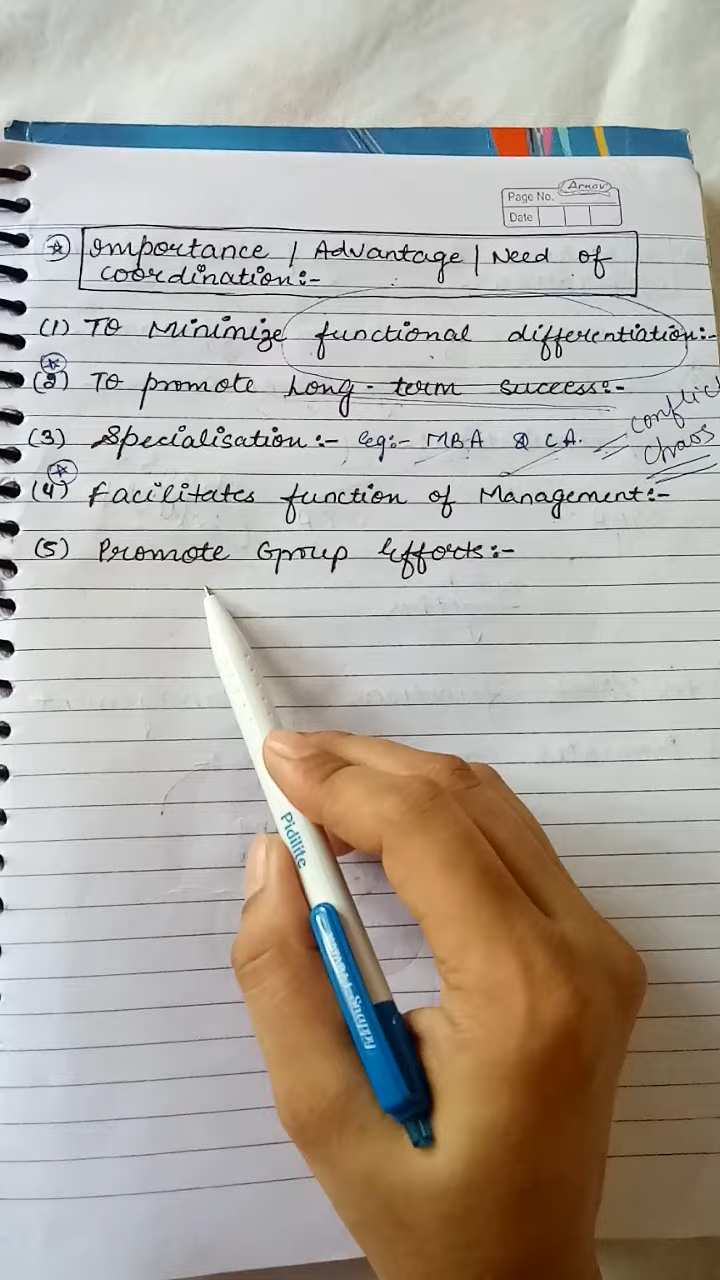 Page No. Arnav
Date
Importance / Advantage / Need of
coordination:-
(1) TO Minimize functional differentiation:-
(2) TO promote Long-term success:-
(3) Specialisation:- eg:- MBA & CA.
conflict
chaos
(4) Facilitates function of Management:-
(5) Promote Group Efforts:-
Pidilite